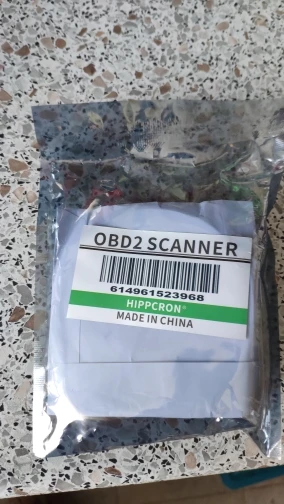 OBD2 SCANNER
614961523968
HIPPCRON®
MADE IN CHINA